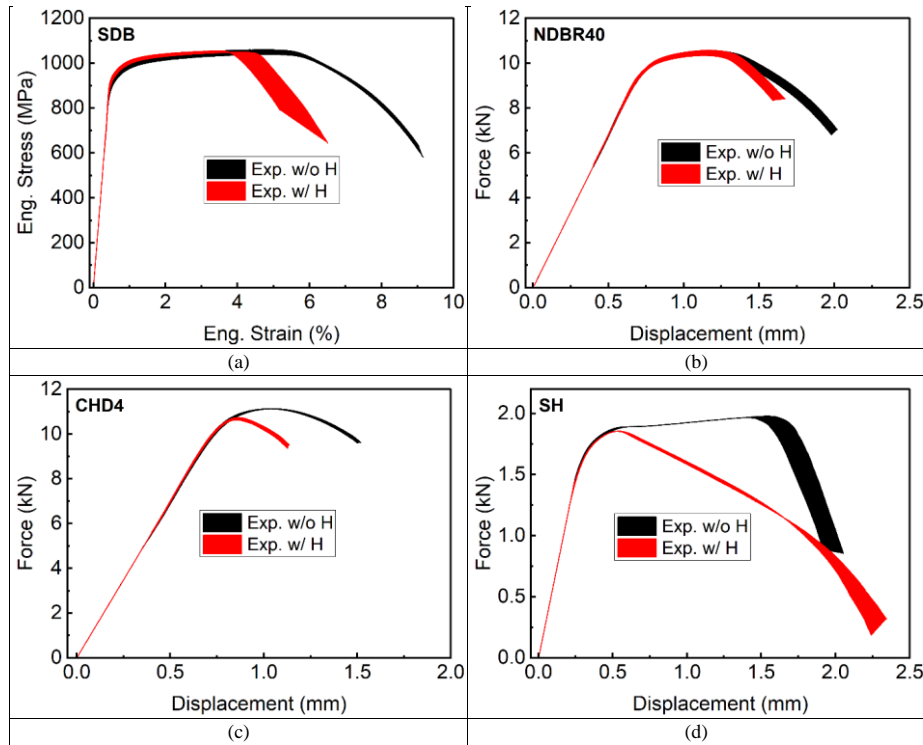 SDB
1200
1000
800
600
400
200
0
Eng. Stress (MPa)
Exp. w/o H
Exp. w/ H
0 2 4 6 8 10
Eng. Strain (%)
(a)
NDBR40
12
10
8
6
4
2
0
Force (kN)
Exp. w/o H
Exp. w/ H
0.0 0.5 1.0 1.5 2.0 2.5
Displacement (mm)
(b)
CHD4
12
10
8
6
4
2
0
Force (kN)
Exp. w/o H
Exp. w/ H
0.0 0.5 1.0 1.5 2.0
Displacement (mm)
(c)
SH
2.0
1.5
1.0
0.5
0.0
Force (kN)
Exp. w/o H
Exp. w/ H
0.0 0.5 1.0 1.5 2.0 2.5
Displacement (mm)
(d)